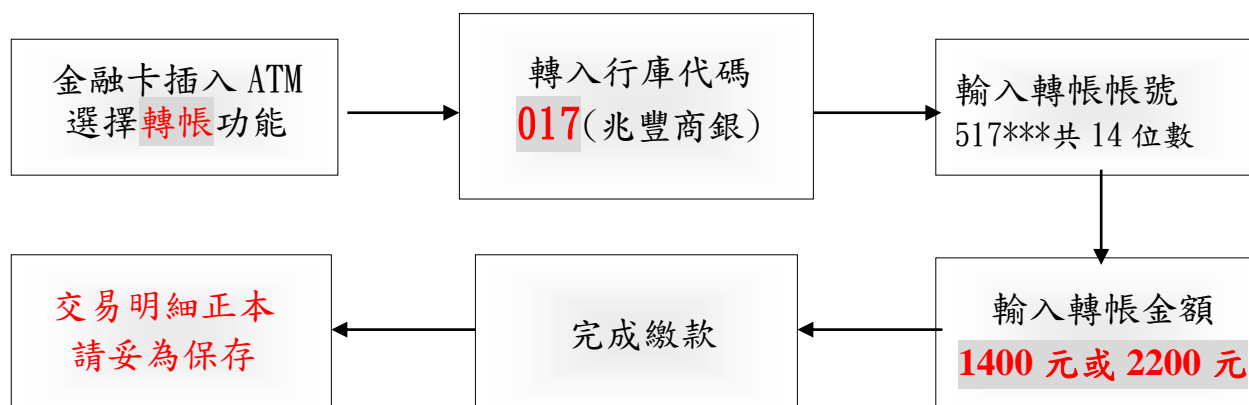 金融卡插入 ATM
選擇轉帳功能
轉入行庫代碼
017(兆豐商銀)
輸入轉帳帳號
517***共 14 位數
輸入轉帳金額
1400 元或 2200 元
完成繳款
交易明細正本
請妥為保存